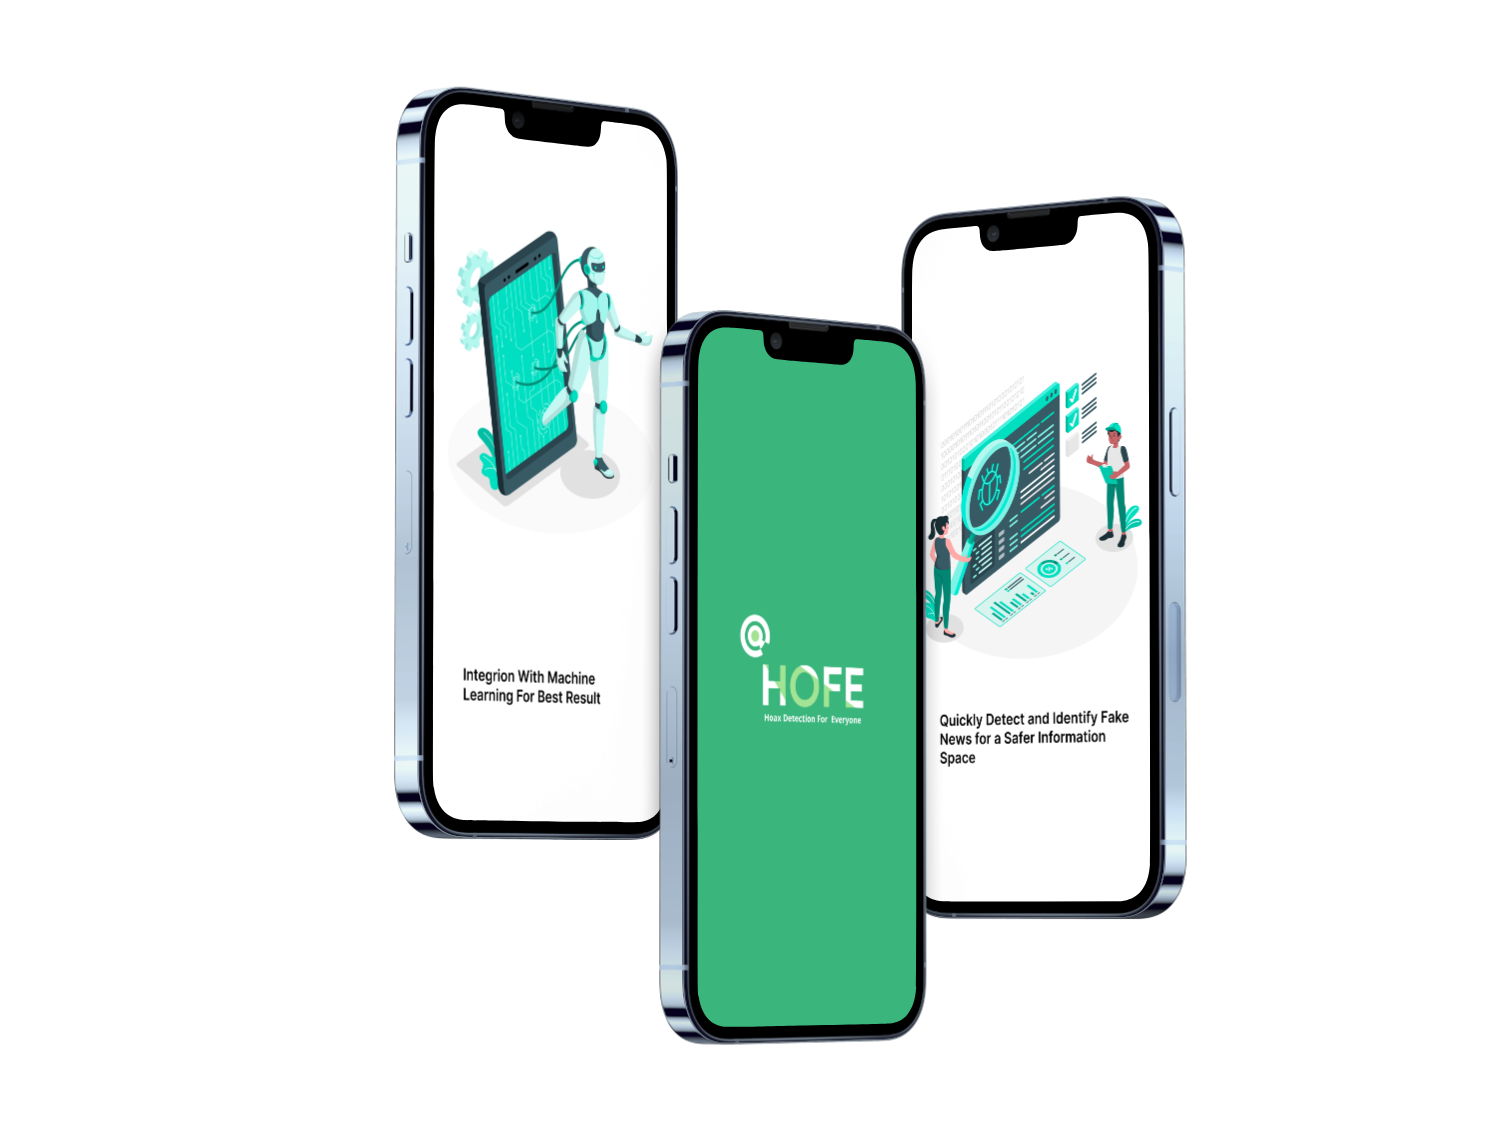 Integrion With Machine
Learning For Best Result
HOFE
Hoax Detection For Everyone
Quickly Detect and Identify Fake
News for a Safer Information
Space